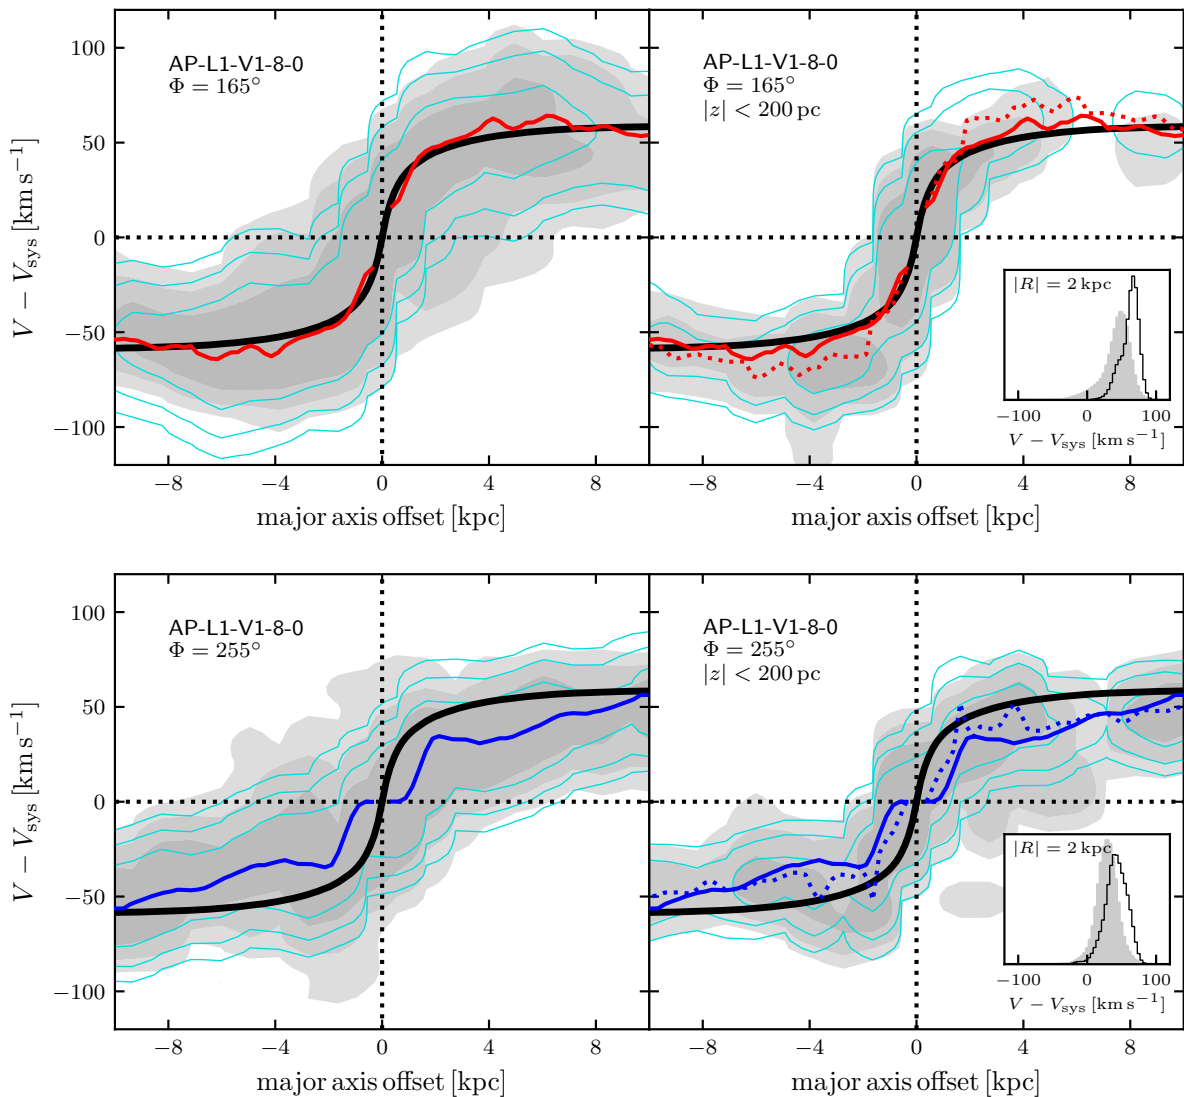 100
50
0
−50
−100
V − Vsys [km s⁻¹]
AP-L1-V1-8-0
Φ = 165°
−8 −4 0 4 8
major axis offset [kpc]
AP-L1-V1-8-0
Φ = 165°
|z| < 200 pc
|R| = 2 kpc
−100 0 100
V − Vsys [km s⁻¹]
−8 −4 0 4 8
major axis offset [kpc]
100
50
0
−50
−100
V − Vsys [km s⁻¹]
AP-L1-V1-8-0
Φ = 255°
−8 −4 0 4 8
major axis offset [kpc]
AP-L1-V1-8-0
Φ = 255°
|z| < 200 pc
|R| = 2 kpc
−100 0 100
V − Vsys [km s⁻¹]
−8 −4 0 4 8
major axis offset [kpc]